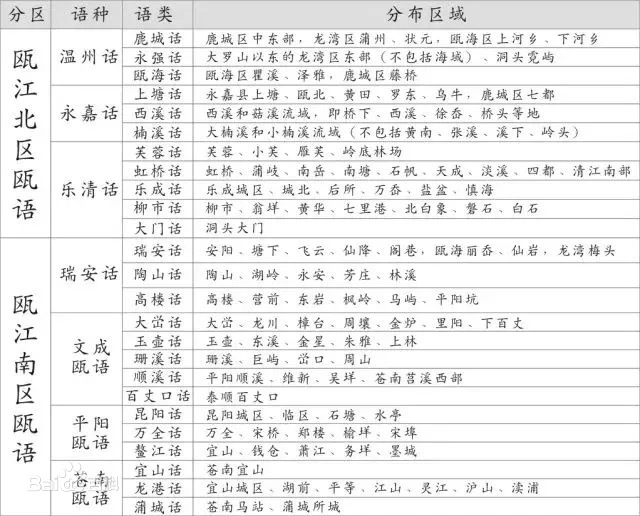 分区 语种 语类 分布区域
瓯江北区瓯语
温州话
鹿城话 鹿城区中东部，龙湾区蒲州、状元，瓯海区上河乡、下河乡
永强话 大罗山以东的龙湾区东部（不包括海城）、洞头霓屿
瓯海话 瓯海区瞿溪、泽雅，鹿城区藤桥
永嘉话
上塘话 永嘉县上塘、瓯北、黄田、罗东、乌牛，鹿城区七都
西溪话 西溪和菇溪流域，即桥下、西溪、徐岙、桥头等地
楠溪话 大楠溪和小楠溪流域（不包括黄南、张溪、溪下、岭头）
乐清话
芙蓉话 芙蓉、小芙、雁芙、岭底林场
虹桥话 虹桥、蒲岐、南岳、南塘、石帆、天成、淡溪、四都、清江南部
乐成话 乐成城区、城北、后所、万岙、盐盆、慎海
柳市话 柳市、翁垟、黄华、七里港、北白象、磐石、白石
大门话 洞头大门
瓯江南区瓯语
瑞安话
瑞安话 安阳、塘下、飞云、仙降、阁巷，瓯海丽岙、仙岩，龙湾梅头
陶山话 陶山、湖岭、永安、芳庄、林溪
高楼话 高楼、营前、东岩、枫岭、马屿、平阳坑
文成瓯语
大峃话 大峃、龙川、樟台、周壤、金炉、里阳、下百丈
玉壶话 玉壶、东溪、金星、朱雅、上林
珊溪话 珊溪、巨屿、峃口、周山
顺溪话 平阳顺溪、维新、吴垟、苍南莒溪西部
百丈口话 泰顺百丈口
平阳瓯语
昆阳话 昆阳城区、临区、石塘、水亭
万全话 万全、宋桥、郑楼、榆垟、宋埠
鳌江话 宜山、钱仓、萧江、务垟、墨城
苍南瓯语
宜山话 苍南宜山
龙港话 宜山城区、湖前、平等、江山、灵江、沪山、渎浦
蒲城话 苍南马站、蒲城所城
Baidu百科